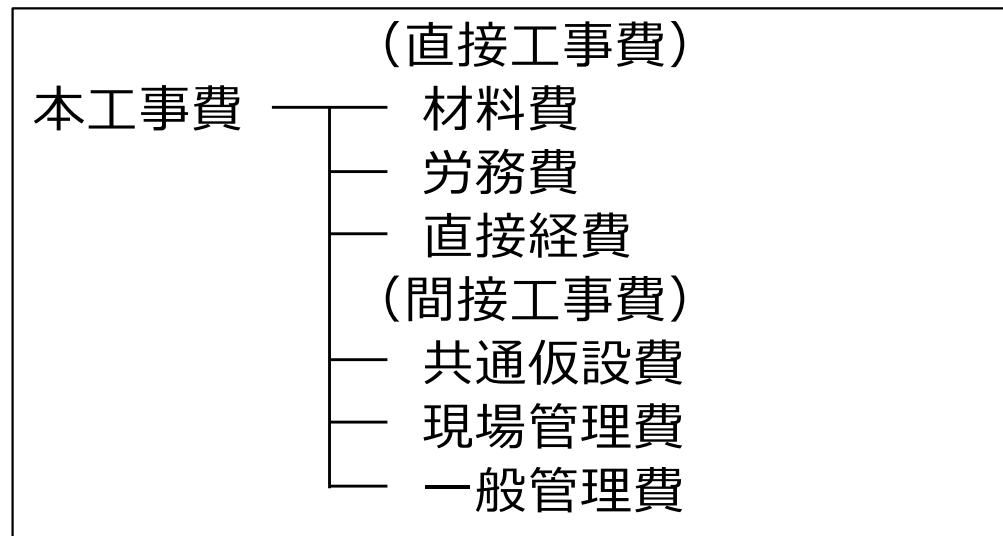 （直接工事費）
本工事費 材料費
労務費
直接経費
（間接工事費）
共通仮設費
現場管理費
一般管理費